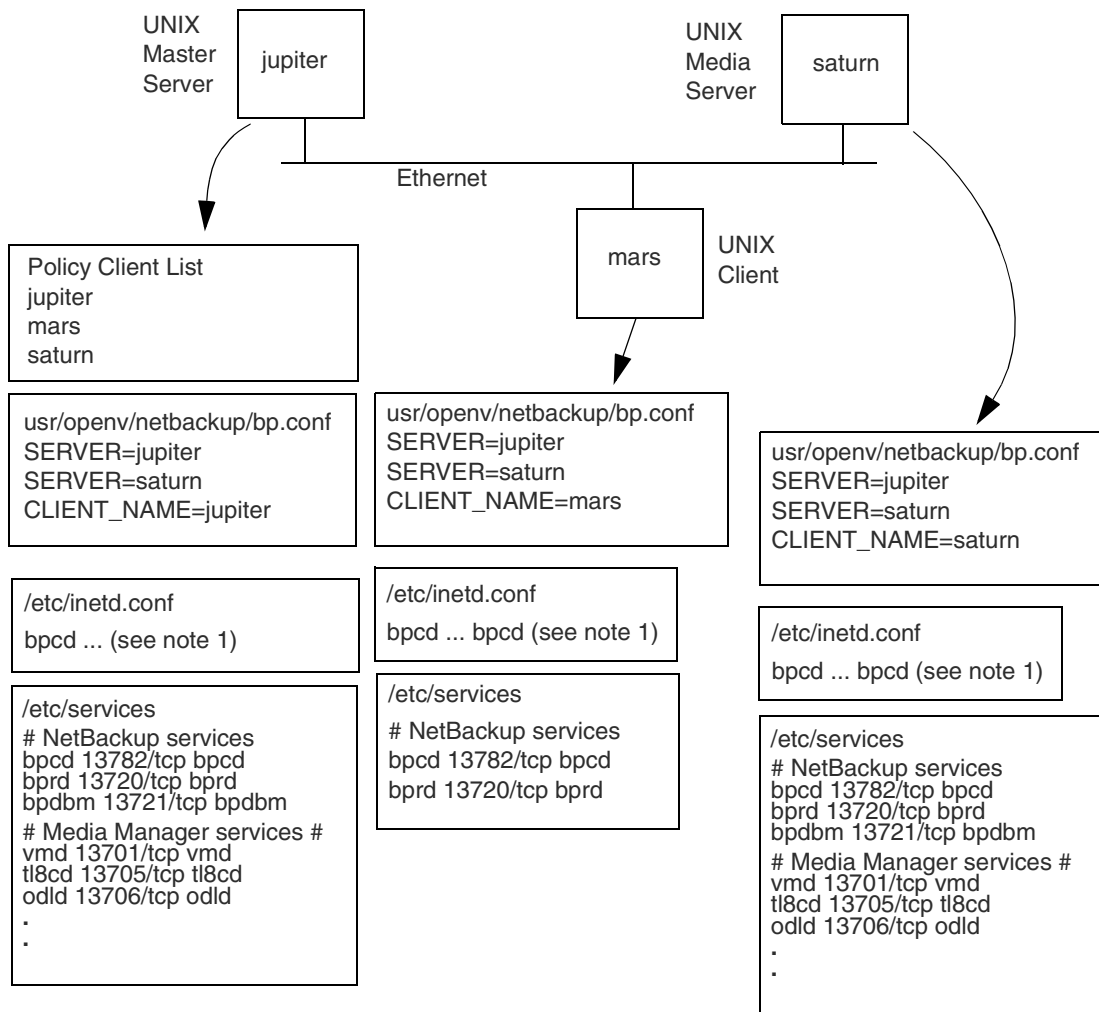 UNIX
Master
Server
jupiter
UNIX
Media
Server
saturn
Ethernet
mars
UNIX
Client
Policy Client List
jupiter
mars
saturn
usr/openv/netbackup/bp.conf
SERVER=jupiter
SERVER=saturn
CLIENT_NAME=jupiter
/etc/inetd.conf
bpcd ... (see note 1)
/etc/services
# NetBackup services
bpcd 13782/tcp bpcd
bprd 13720/tcp bprd
bpdbm 13721/tcp bpdbm
# Media Manager services #
vmd 13701/tcp vmd
tl8cd 13705/tcp tl8cd
odld 13706/tcp odld
.
.
usr/openv/netbackup/bp.conf
SERVER=jupiter
SERVER=saturn
CLIENT_NAME=mars
/etc/inetd.conf
bpcd ... bpcd (see note 1)
/etc/services
# NetBackup services
bpcd 13782/tcp bpcd
bprd 13720/tcp bprd
usr/openv/netbackup/bp.conf
SERVER=jupiter
SERVER=saturn
CLIENT_NAME=saturn
/etc/inetd.conf
bpcd ... bpcd (see note 1)
/etc/services
# NetBackup services
bpcd 13782/tcp bpcd
bprd 13720/tcp bprd
bpdbm 13721/tcp bpdbm
# Media Manager services #
vmd 13701/tcp vmd
tl8cd 13705/tcp tl8cd
odld 13706/tcp odld
.
.